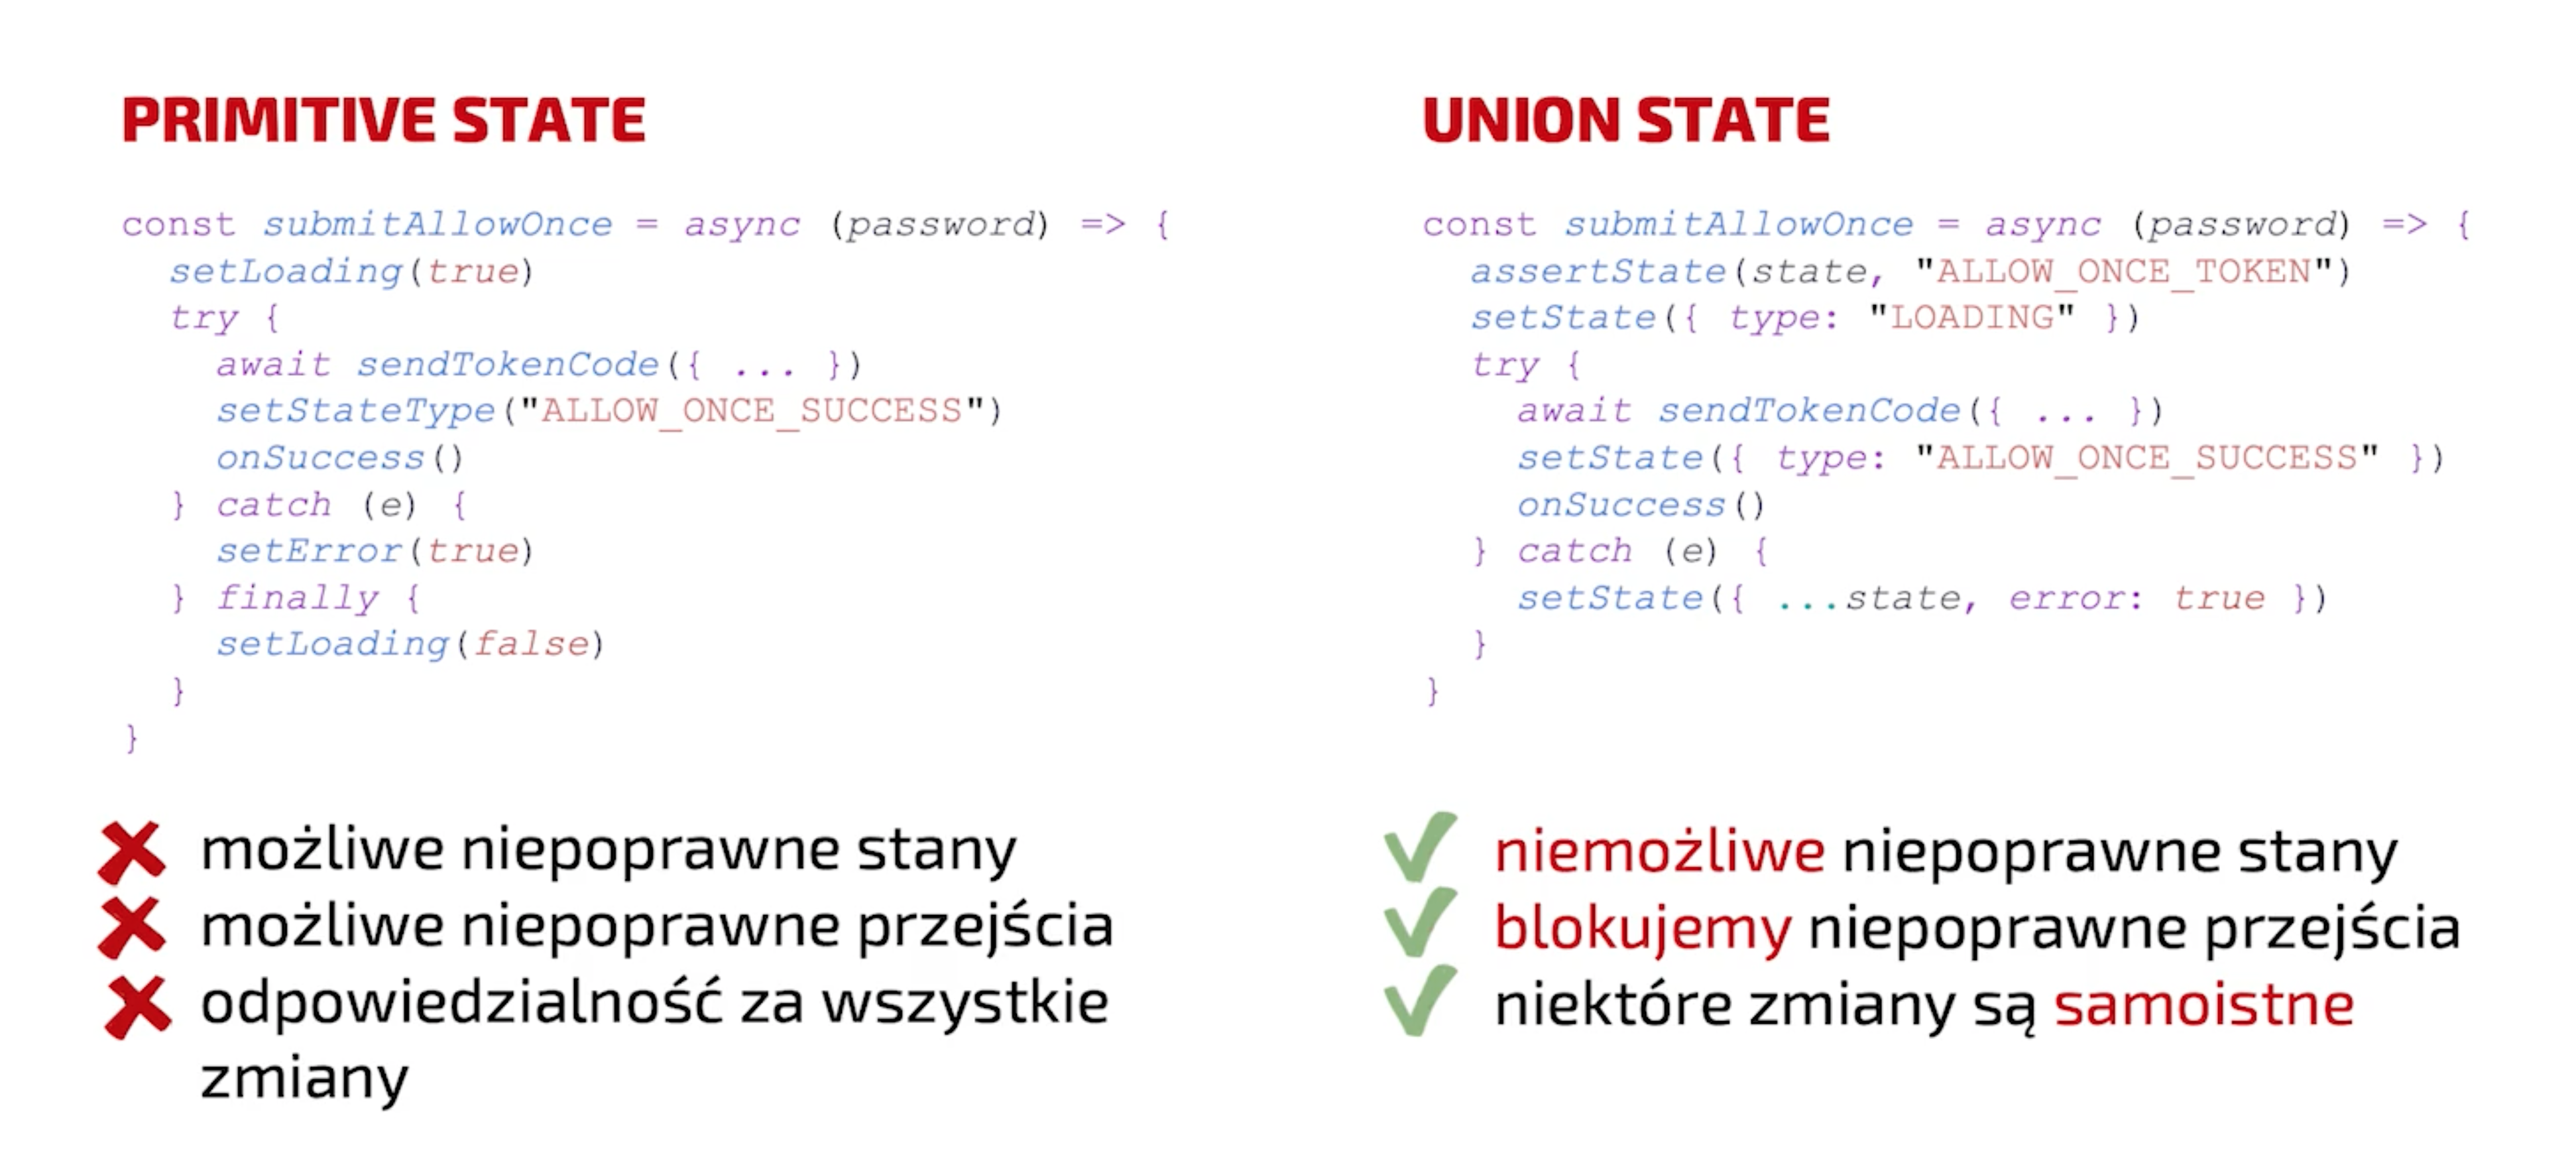 PRIMITIVE STATE
const submitAllowOnce = async (password) => {
  setLoading(true)
  try {
    await sendTokenCode({ ... })
    setStateType("ALLOW_ONCE_SUCCESS")
    onSuccess()
  } catch (e) {
    setError(true)
  } finally {
    setLoading(false)
  }
}
możliwe niepoprawne stany
możliwe niepoprawne przejścia
odpowiedzialność za wszystkie
zmiany
UNION STATE
const submitAllowOnce = async (password) => {
  assertState(state, "ALLOW_ONCE_TOKEN")
  setState({ type: "LOADING" })
  try {
    await sendTokenCode({ ... })
    setState({ type: "ALLOW_ONCE_SUCCESS" })
    onSuccess()
  } catch (e) {
    setState({ ...state, error: true })
  }
}
niemożliwe niepoprawne stany
blokujemy niepoprawne przejścia
niektóre zmiany są samoistne